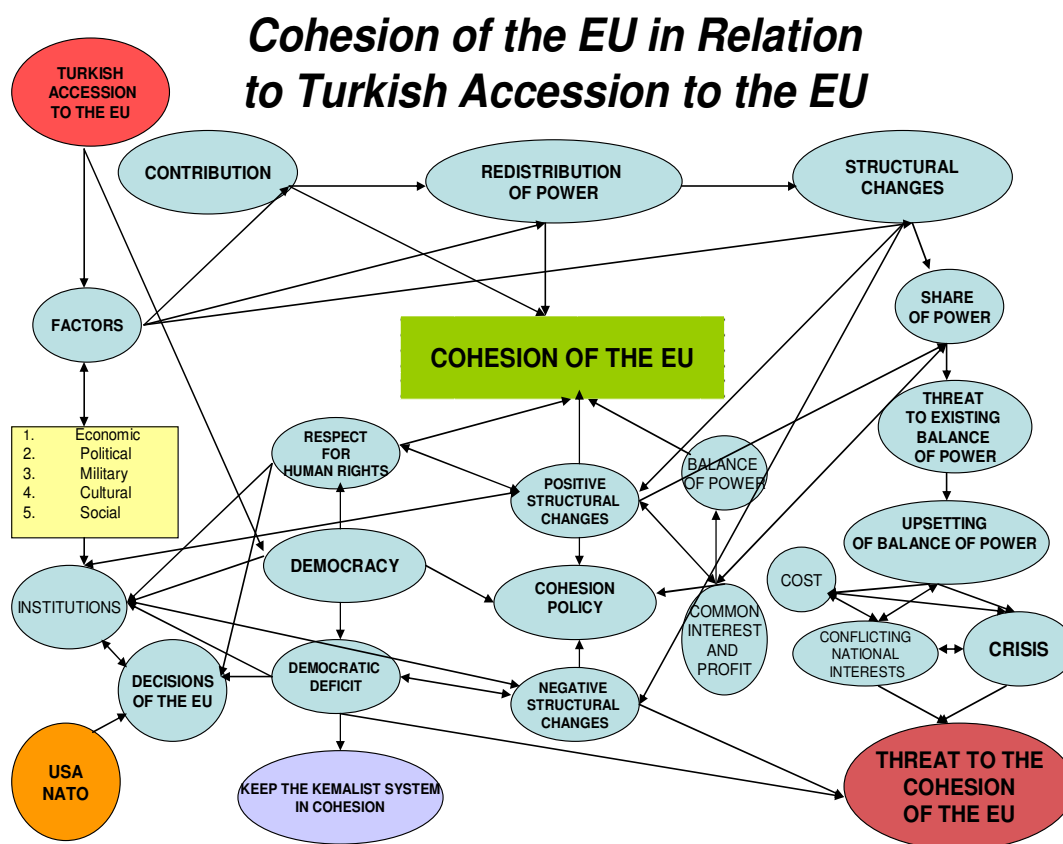 Cohesion of the EU in Relation
to Turkish Accession to the EU
TURKISH
ACCESSION
TO THE EU
CONTRIBUTION
REDISTRIBUTION
OF POWER
STRUCTURAL
CHANGES
FACTORS
SHARE
OF POWER
COHESION OF THE EU
THREAT
TO EXISTING
BALANCE
OF POWER
1. Economic
2. Political
3. Military
4. Cultural
5. Social
RESPECT
FOR
HUMAN RIGHTS
BALANCE
OF POWER
POSITIVE
STRUCTURAL
CHANGES
UPSETTING
OF BALANCE OF POWER
DEMOCRACY
COHESION
POLICY
COST
INSTITUTIONS
COMMON
INTEREST
AND
PROFIT
CONFLICTING
NATIONAL
INTERESTS
CRISIS
DECISIONS
OF THE EU
DEMOCRATIC
DEFICIT
NEGATIVE
STRUCTURAL
CHANGES
USA
NATO
KEEP THE KEMALIST SYSTEM
IN COHESION
THREAT TO THE
COHESION
OF THE EU